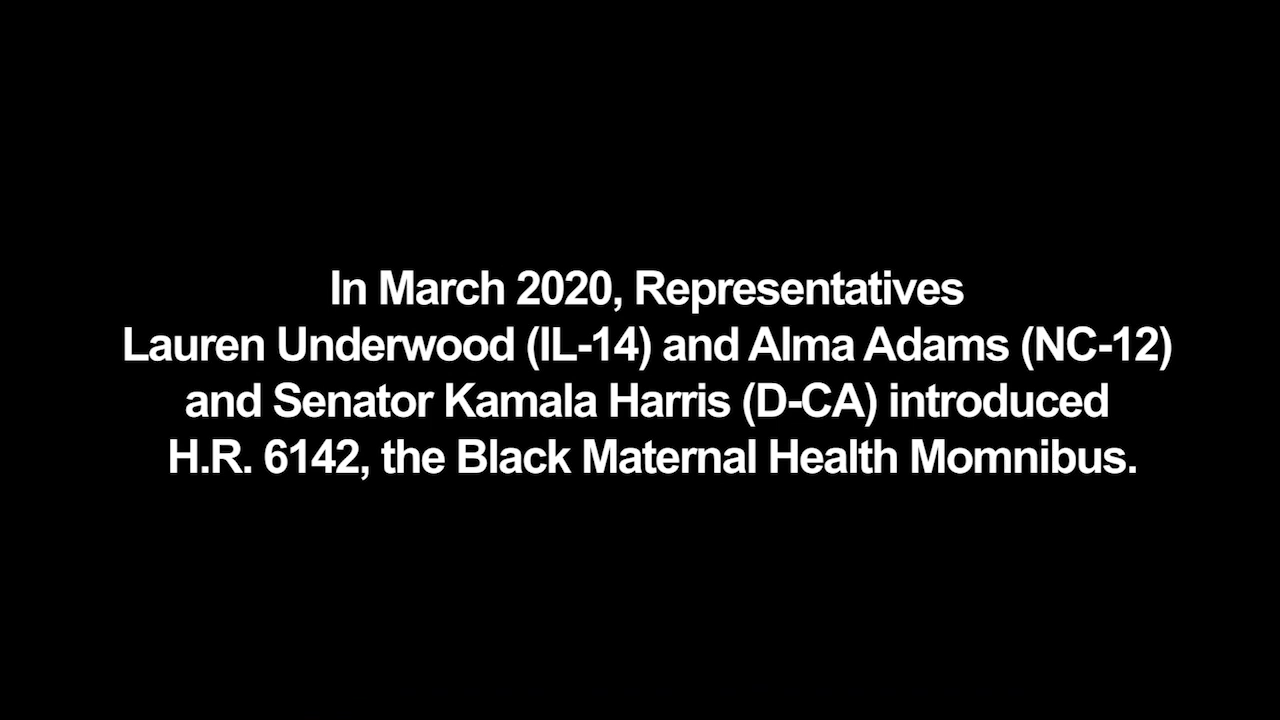 In March 2020, Representatives
Lauren Underwood (IL-14) and Alma Adams (NC-12)
and Senator Kamala Harris (D-CA) introduced
H.R. 6142, the Black Maternal Health Momnibus.